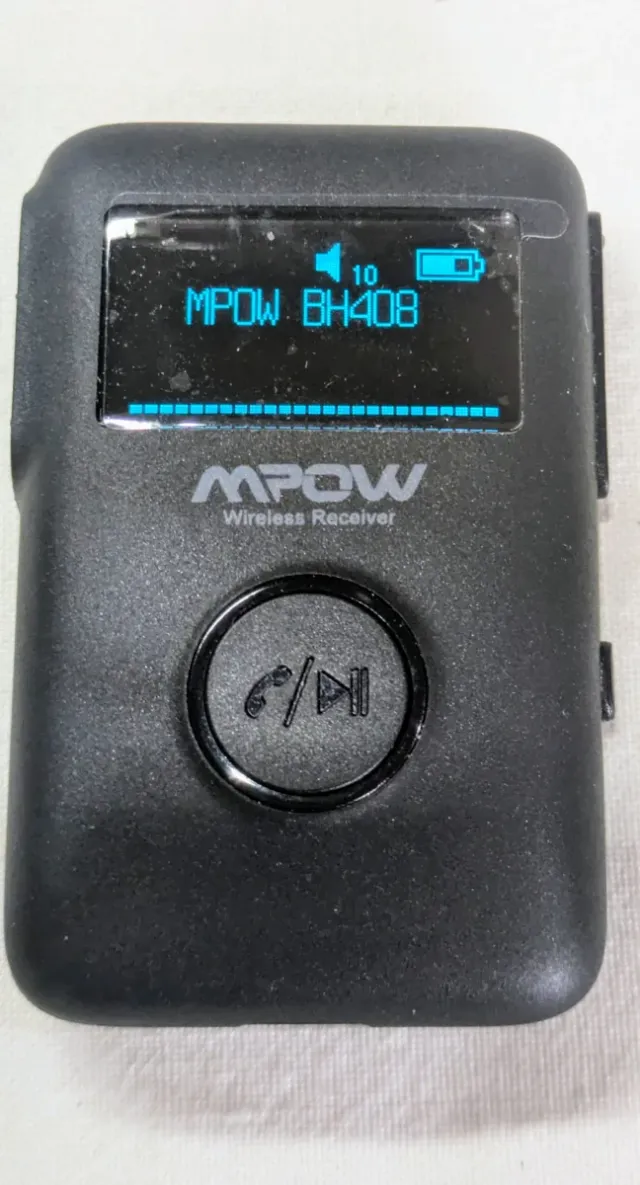 10
MPOW BH408
MPOW
Wireless Receiver